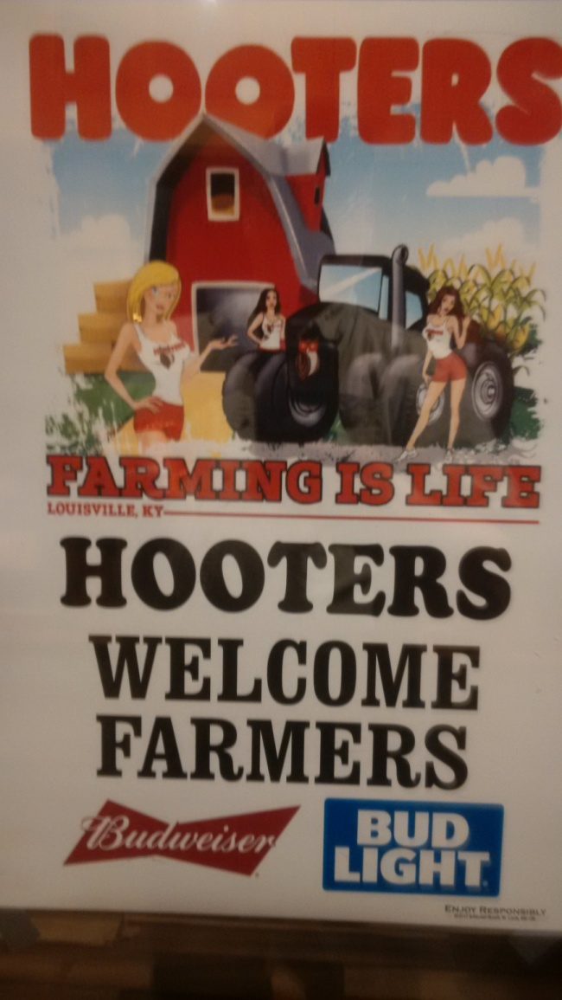 HOOTERS
FARMING IS LIFE
LOUISVILLE, KY
HOOTERS
WELCOME
FARMERS
Budweiser
BUD
LIGHT
ENJOY RESPONSIBLY